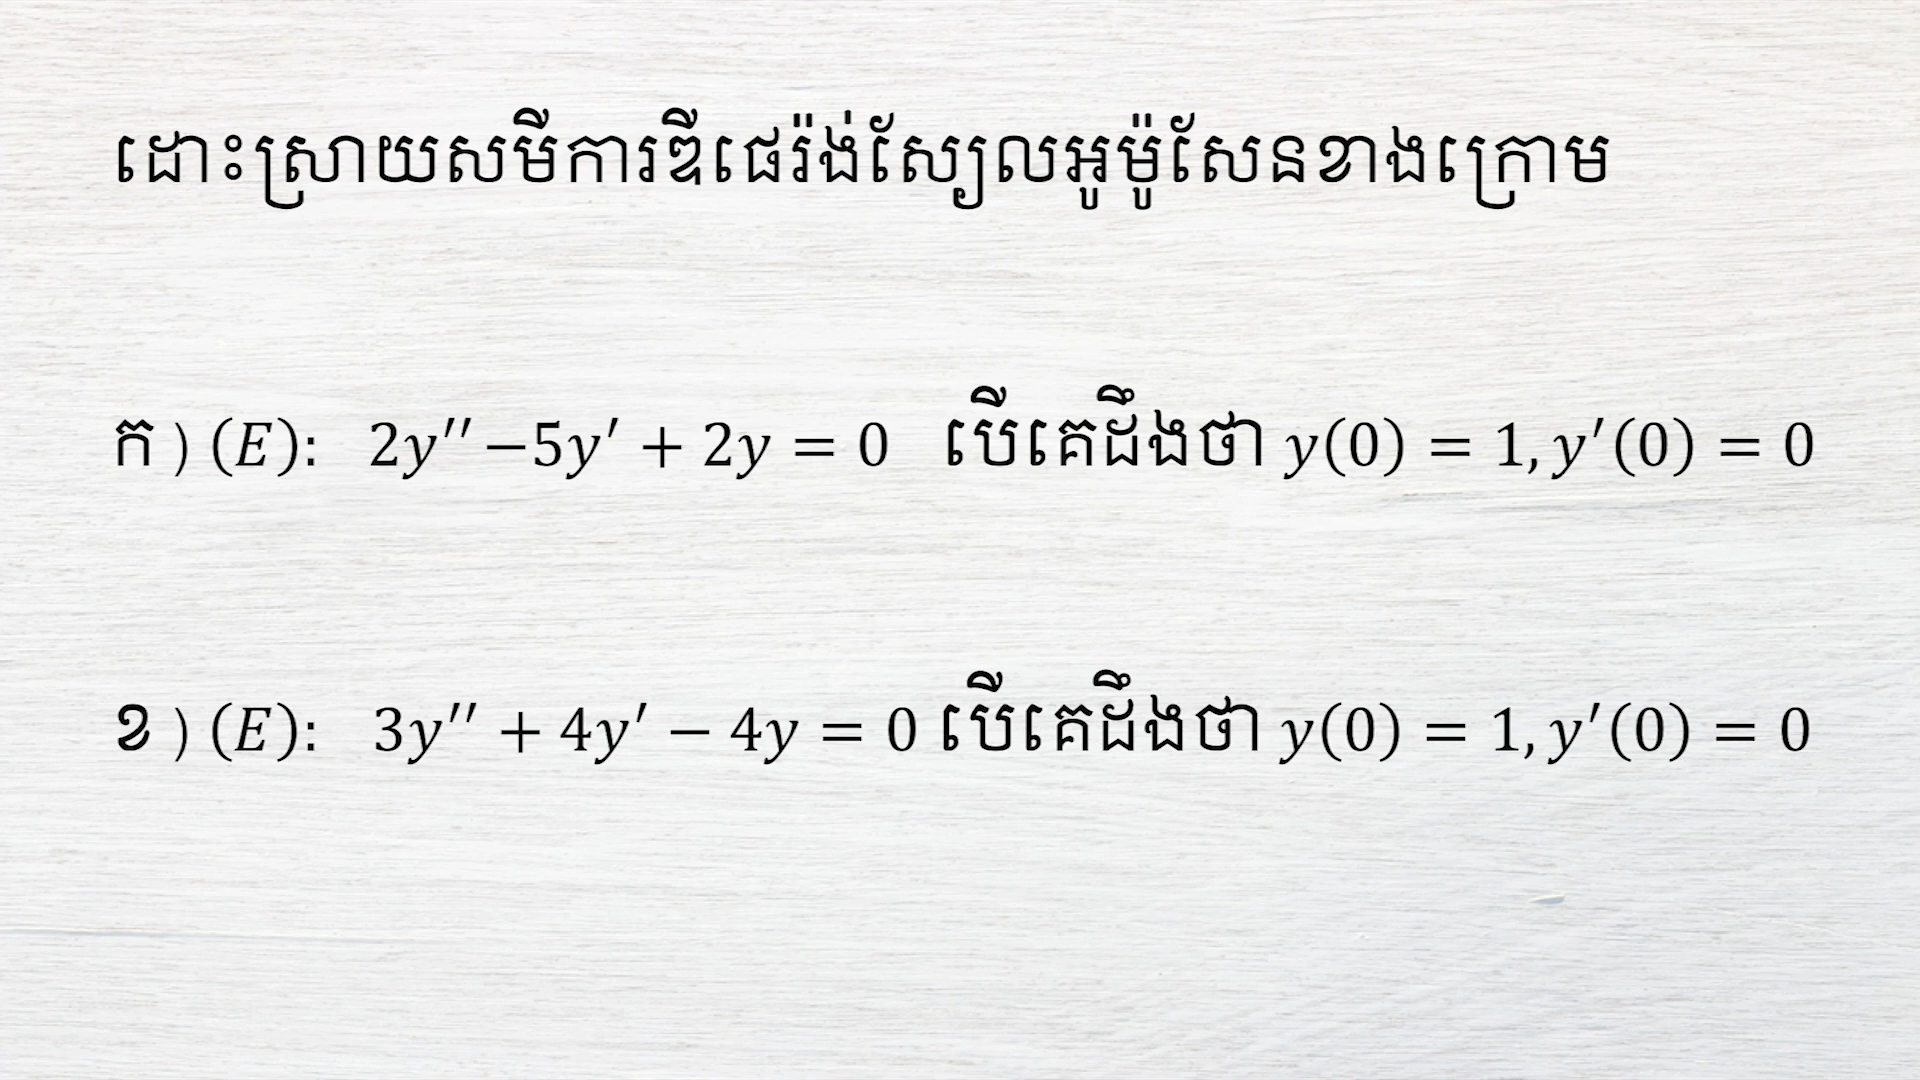 ដោះស្រាយសមីការឌីផេរ៉ង់ស្យែលអូម៉ូសែនខាងក្រោម
ក ) (E): 2y′′ −5y′ + 2y = 0 បើគេដឹងថា y(0) = 1, y′(0) = 0
ខ ) (E): 3y′′ + 4y′ − 4y = 0 បើគេដឹងថា y(0) = 1, y′(0) = 0